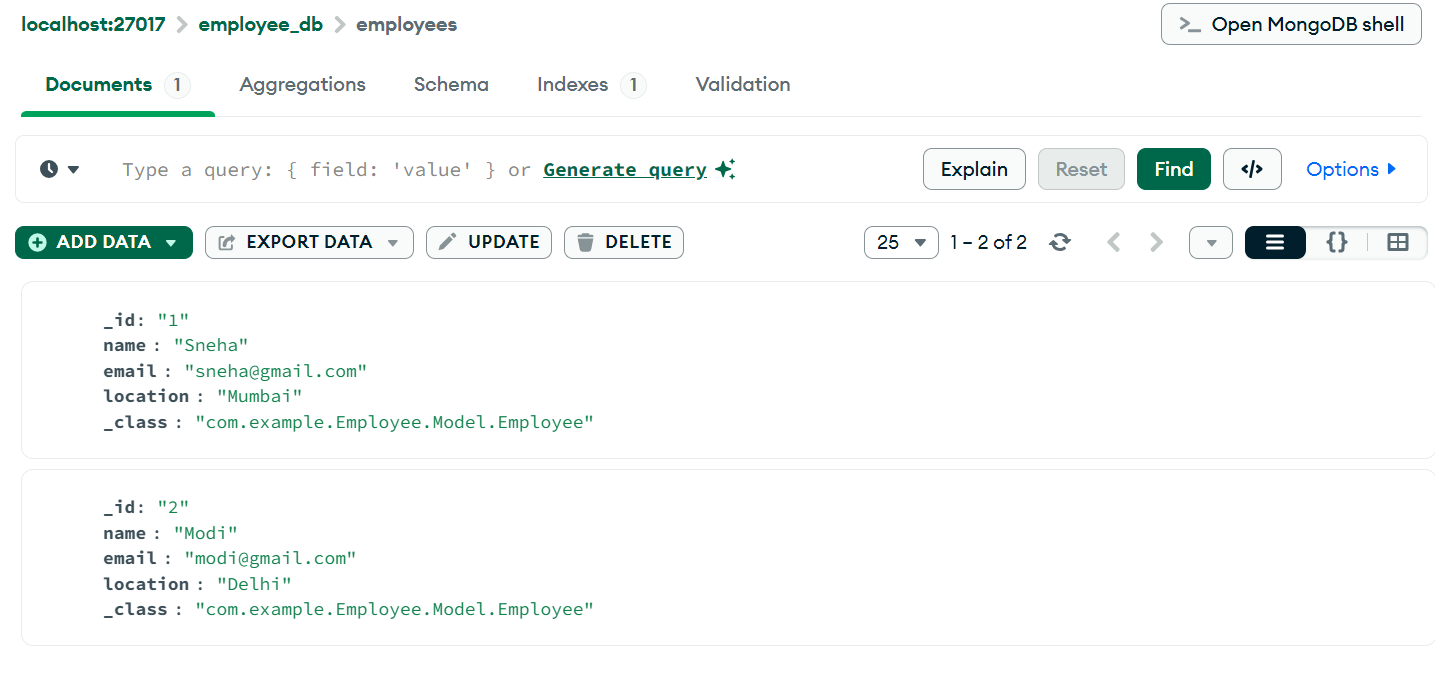 localhost:27017 > employee_db > employees
>_ Open MongoDB shell
Documents 1 Aggregations Schema Indexes 1 Validation
Type a query: { field: 'value' } or Generate query Explain Reset Find </> Options
ADD DATA EXPORT DATA UPDATE DELETE 25 1 – 2 of 2 {}
_id: "1"
name : "Sneha"
email : "sneha@gmail.com"
location : "Mumbai"
_class : "com.example.Employee.Model.Employee"
_id: "2"
name : "Modi"
email : "modi@gmail.com"
location : "Delhi"
_class : "com.example.Employee.Model.Employee"